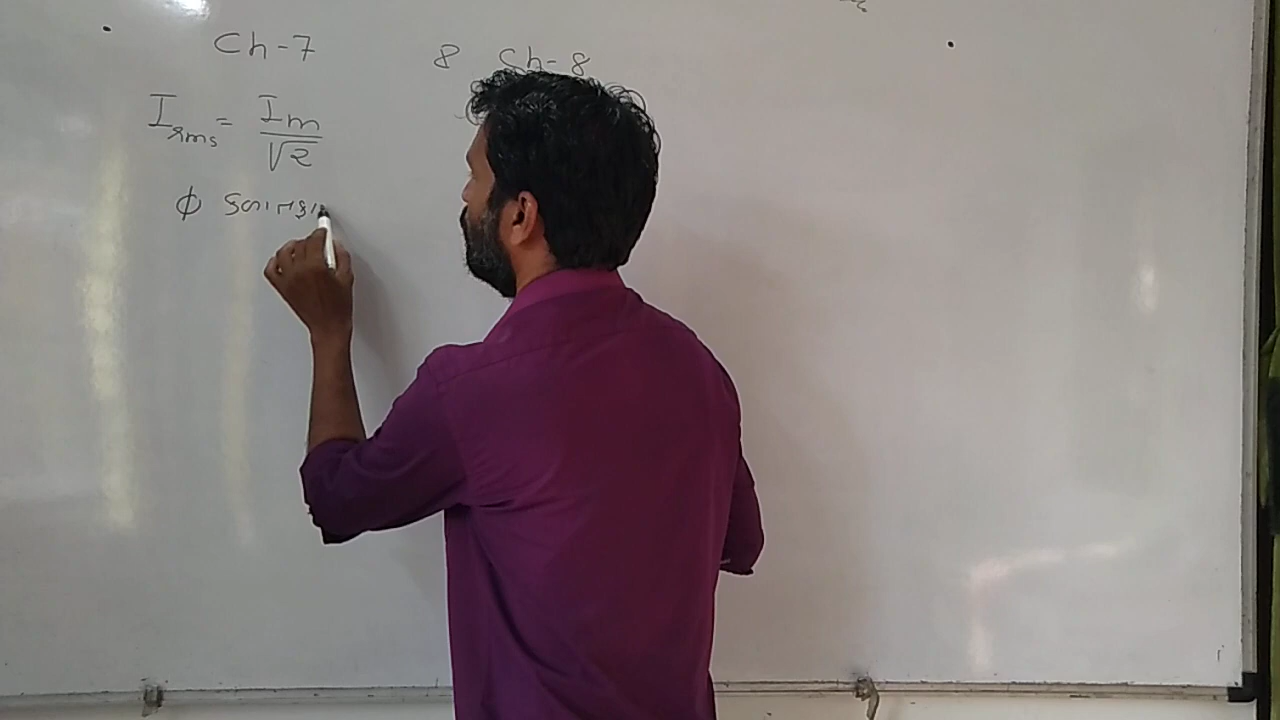 Ch-7
8 Ch-8
Irms = Im/√2
φ